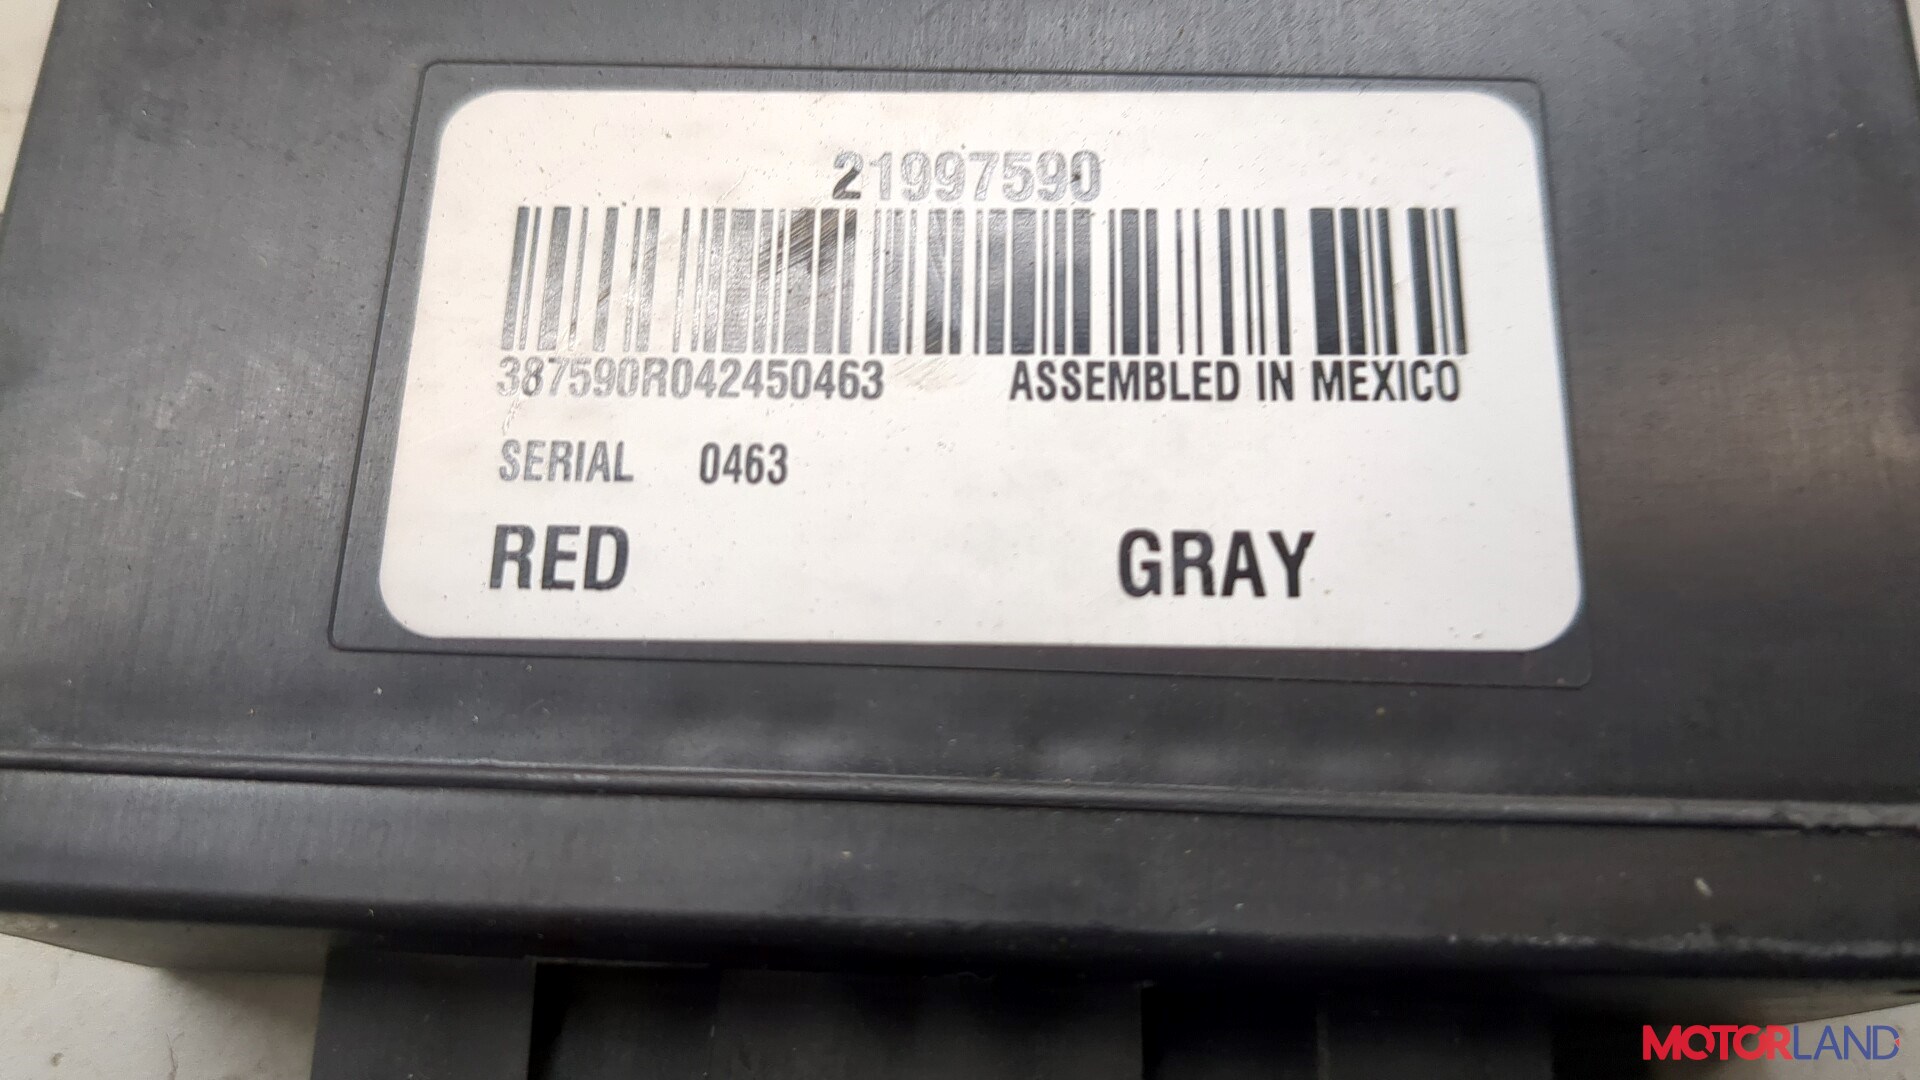 21997590
387590R042450463 ASSEMBLED IN MEXICO
SERIAL 0463
RED GRAY
MOTORLAND